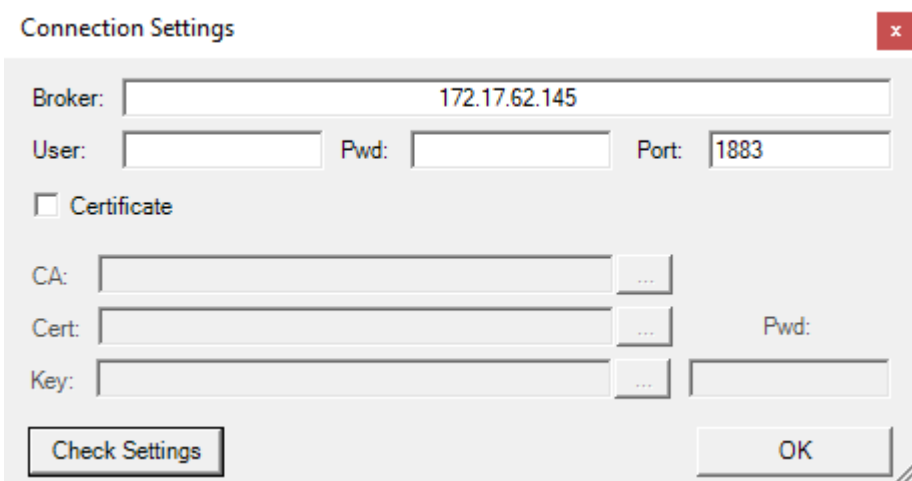 Connection Settings
x
Broker: 172.17.62.145
User: Pwd: Port: 1883
Certificate
CA: ...
Cert: ... Pwd:
Key: ...
Check Settings OK